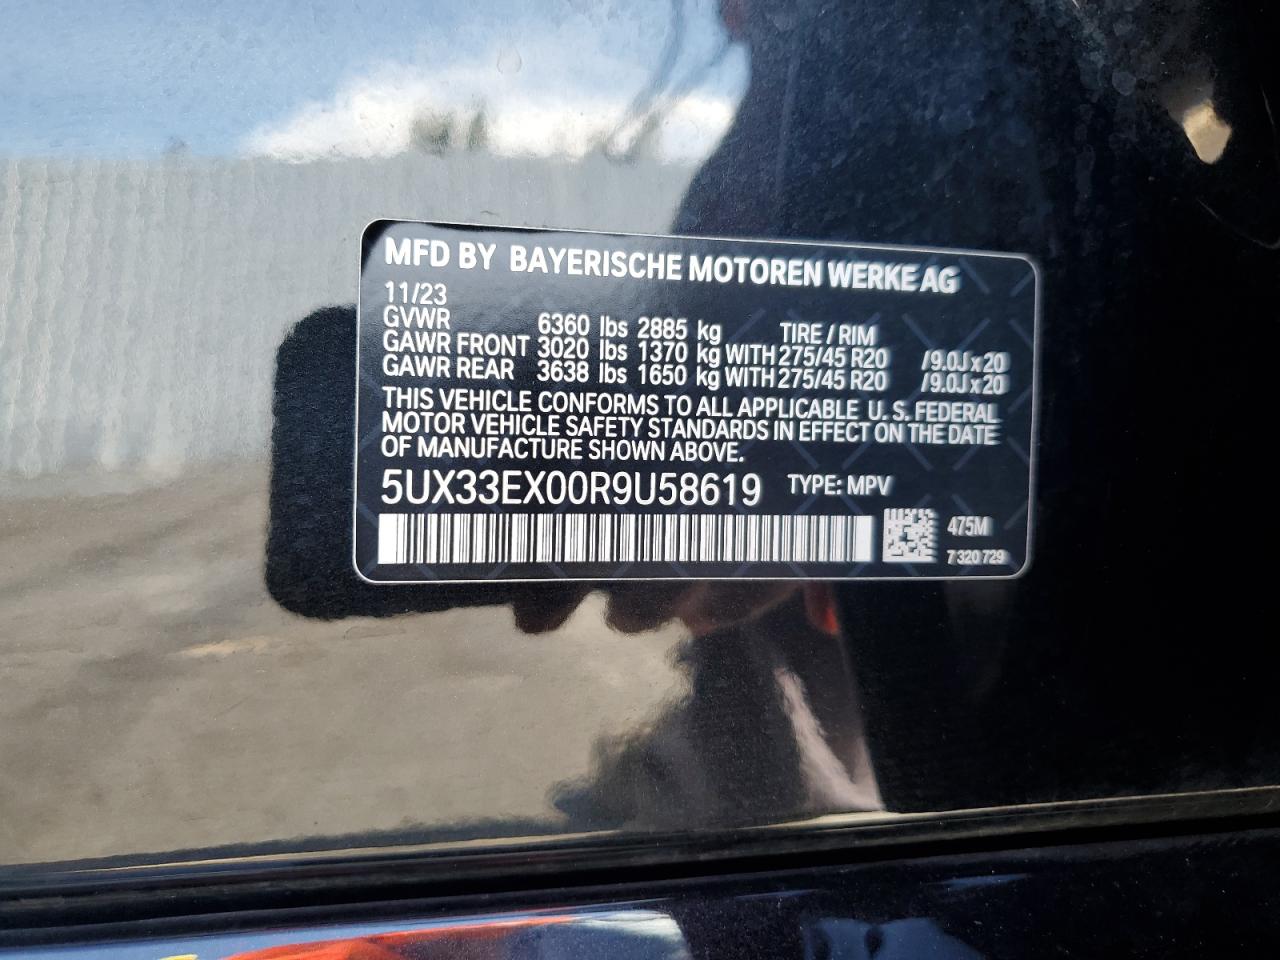 MFD BY BAYERISCHE MOTOREN WERKE AG
11/23
GVWR 6360 lbs 2885 kg TIRE / RIM
GAWR FRONT 3020 lbs 1370 kg WITH 275/45 R20 /9.0J x 20
GAWR REAR 3638 lbs 1650 kg WITH 275/45 R20 /9.0J x 20
THIS VEHICLE CONFORMS TO ALL APPLICABLE U. S. FEDERAL
MOTOR VEHICLE SAFETY STANDARDS IN EFFECT ON THE DATE
OF MANUFACTURE SHOWN ABOVE.
5UX33EX00R9U58619 TYPE: MPV
475M
7 320 729